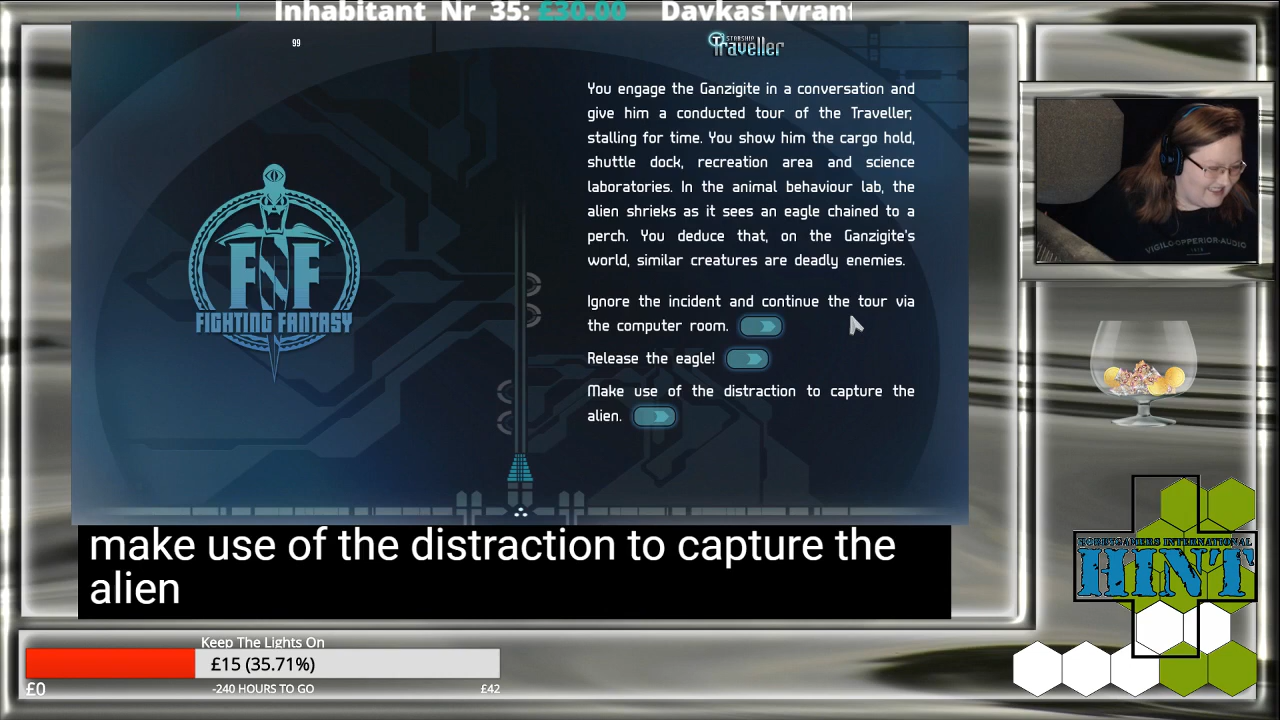 Inhabitant Nr 35: £30.00 DavkasTyrant
99
STARSHIP
Traveller
You engage the Ganzigite in a conversation and
give him a conducted tour of the Traveller,
stalling for time. You show him the cargo hold,
shuttle dock, recreation area and science
laboratories. In the animal behaviour lab, the
alien shrieks as it sees an eagle chained to a
perch. You deduce that, on the Ganzigite's
world, similar creatures are deadly enemies.
Ignore the incident and continue the tour via
the computer room.
Release the eagle!
Make use of the distraction to capture the
alien.
FF
FIGHTING FANTASY
make use of the distraction to capture the
alien
Keep The Lights On
£15 (35.71%)
£0
-240 HOURS TO GO
£42
HINT